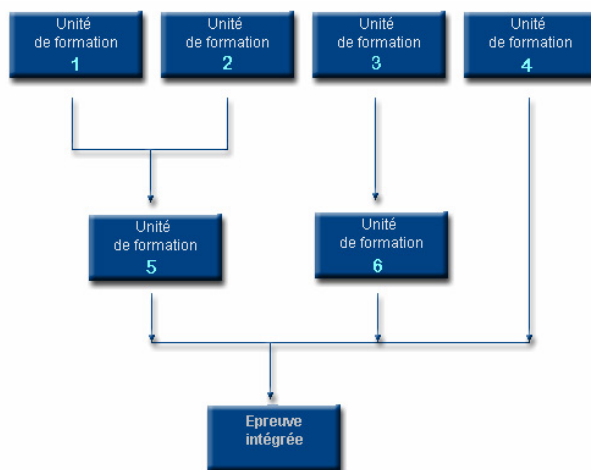 Unité
de formation
1
Unité
de formation
2
Unité
de formation
3
Unité
de formation
4
Unité
de formation
5
Unité
de formation
6
Epreuve
intégrée